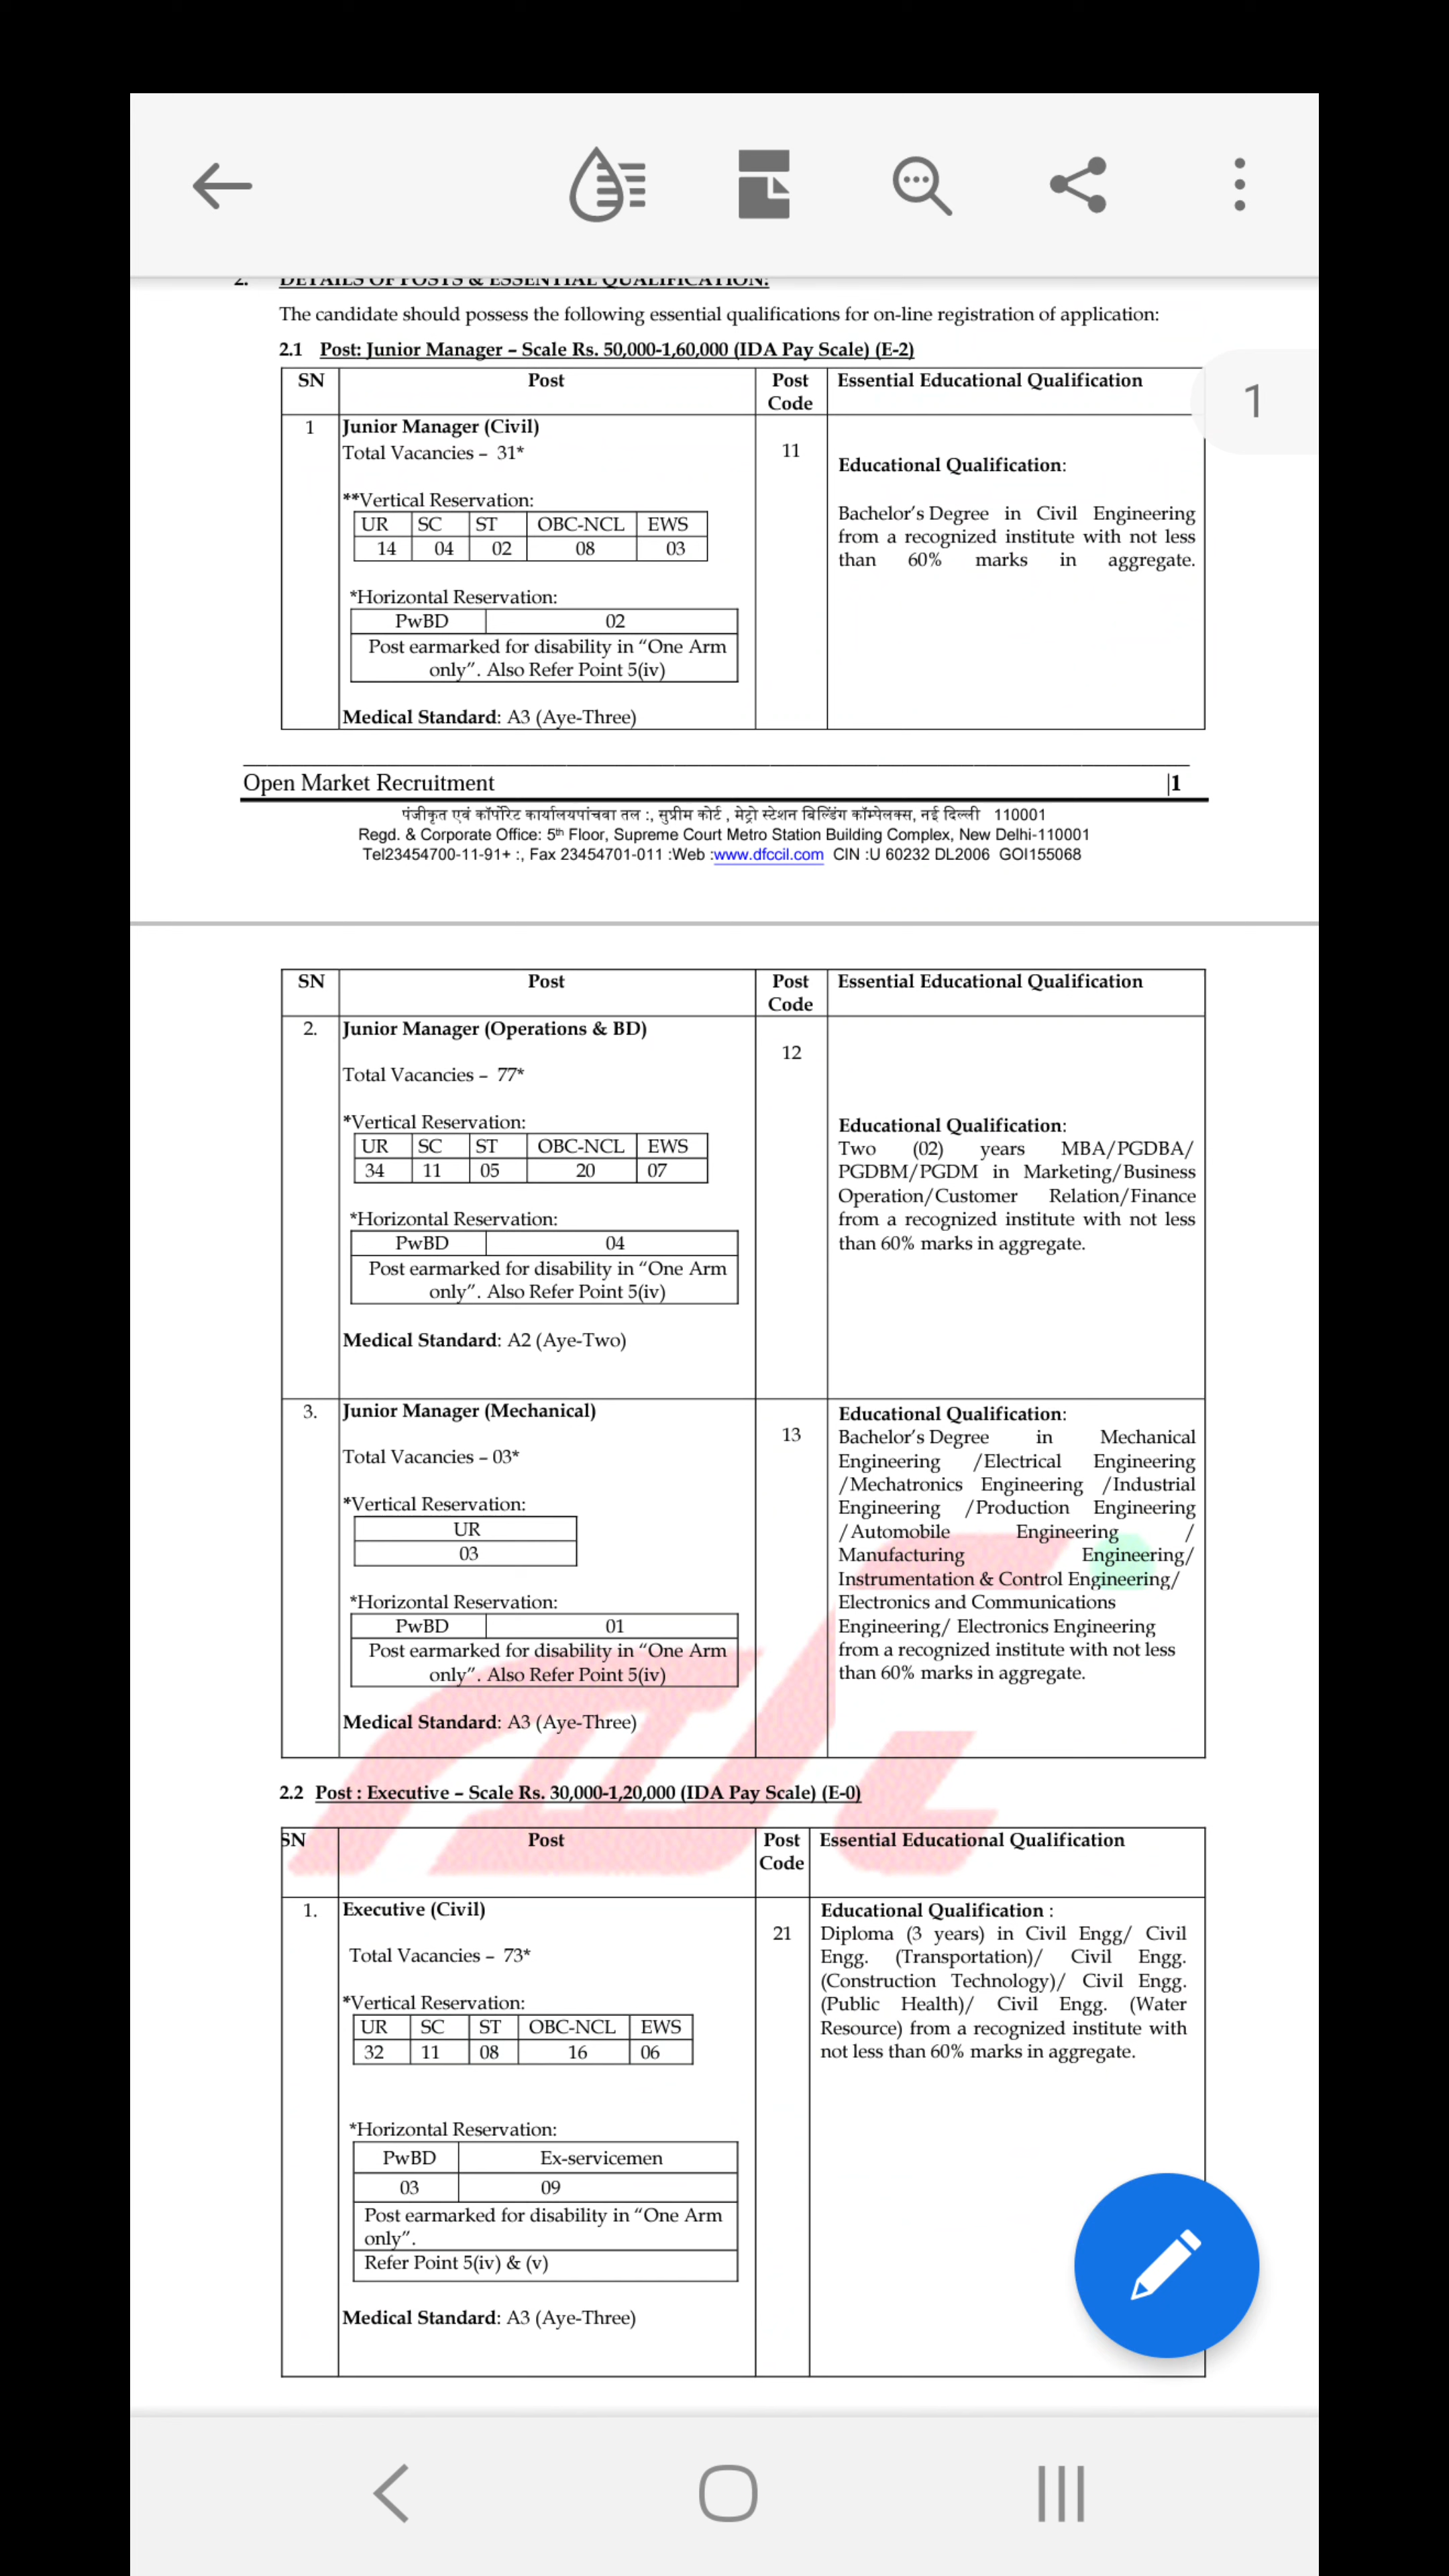 2. DETAILS OF POSTS & ESSENTIAL QUALIFICATION:
The candidate should possess the following essential qualifications for on-line registration of application:
2.1 Post: Junior Manager – Scale Rs. 50,000-1,60,000 (IDA Pay Scale) (E-2)
SN Post Post Code Essential Educational Qualification
1
1 Junior Manager (Civil)
Total Vacancies – 31*
**Vertical Reservation:
UR SC ST OBC-NCL EWS
14 04 02 08 03
*Horizontal Reservation:
PwBD 02
Post earmarked for disability in “One Arm
only”. Also Refer Point 5(iv)
Medical Standard: A3 (Aye-Three)
11
Educational Qualification:
Bachelor’s Degree in Civil Engineering
from a recognized institute with not less
than 60% marks in aggregate.
Open Market Recruitment |1
पंजीकृत एवं कॉर्पोरेट कार्यालयपांचवा तल :, सुप्रीम कोर्ट , मेट्रो स्टेशन बिल्डिंग कॉम्पेलक्स, नई दिल्ली 110001
Regd. & Corporate Office: 5th Floor, Supreme Court Metro Station Building Complex, New Delhi-110001
Tel23454700-11-91+ :, Fax 23454701-011 :Web :www.dfccil.com CIN :U 60232 DL2006 GOI155068
SN Post Post Code Essential Educational Qualification
2. Junior Manager (Operations & BD)
Total Vacancies – 77*
*Vertical Reservation:
UR SC ST OBC-NCL EWS
34 11 05 20 07
*Horizontal Reservation:
PwBD 04
Post earmarked for disability in “One Arm
only”. Also Refer Point 5(iv)
Medical Standard: A2 (Aye-Two)
12
Educational Qualification:
Two (02) years MBA/PGDBA/
PGDBM/PGDM in Marketing/Business
Operation/Customer Relation/Finance
from a recognized institute with not less
than 60% marks in aggregate.
3. Junior Manager (Mechanical)
Total Vacancies – 03*
*Vertical Reservation:
UR
03
*Horizontal Reservation:
PwBD 01
Post earmarked for disability in “One Arm
only”. Also Refer Point 5(iv)
Medical Standard: A3 (Aye-Three)
13
Educational Qualification:
Bachelor’s Degree in Mechanical
Engineering /Electrical Engineering
/Mechatronics Engineering /Industrial
Engineering /Production Engineering
/Automobile Engineering /
Manufacturing Engineering/
Instrumentation & Control Engineering/
Electronics and Communications
Engineering/ Electronics Engineering
from a recognized institute with not less
than 60% marks in aggregate.
2.2 Post : Executive – Scale Rs. 30,000-1,20,000 (IDA Pay Scale) (E-0)
SN Post Post Code Essential Educational Qualification
1. Executive (Civil)
Total Vacancies – 73*
*Vertical Reservation:
UR SC ST OBC-NCL EWS
32 11 08 16 06
*Horizontal Reservation:
PwBD Ex-servicemen
03 09
Post earmarked for disability in “One Arm
only”.
Refer Point 5(iv) & (v)
Medical Standard: A3 (Aye-Three)
21
Educational Qualification :
Diploma (3 years) in Civil Engg/ Civil
Engg. (Transportation)/ Civil Engg.
(Construction Technology)/ Civil Engg.
(Public Health)/ Civil Engg. (Water
Resource) from a recognized institute with
not less than 60% marks in aggregate.